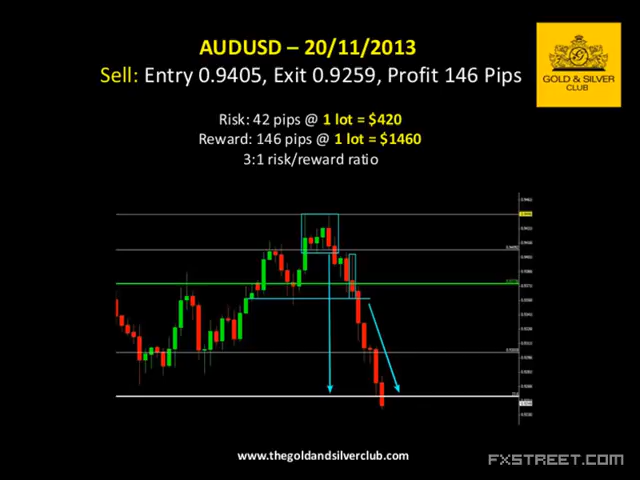 AUDUSD – 20/11/2013
Sell: Entry 0.9405, Exit 0.9259, Profit 146 Pips
GOLD & SILVER
CLUB
Risk: 42 pips @ 1 lot = $420
Reward: 146 pips @ 1 lot = $1460
3:1 risk/reward ratio
www.thegoldandsilverclub.com
FXSTREET.COM